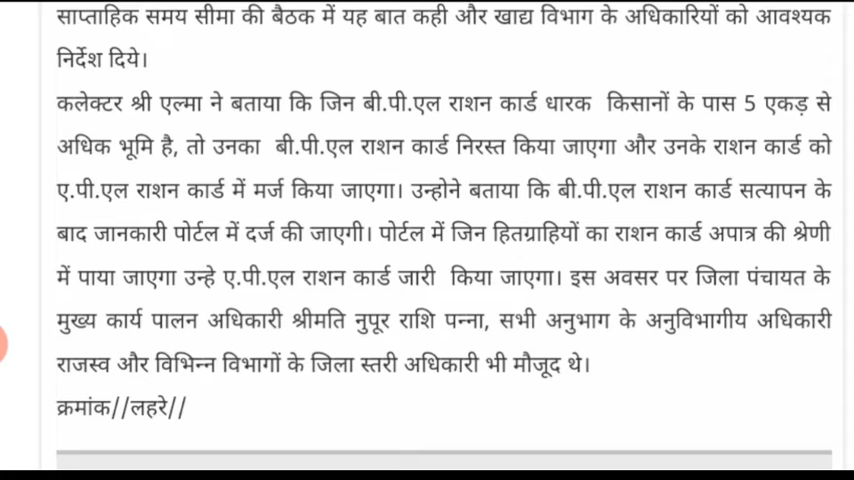 साप्ताहिक समय सीमा की बैठक में यह बात कही और खाद्य विभाग के अधिकारियों को आवश्यक
निर्देश दिये।
कलेक्टर श्री एल्मा ने बताया कि जिन बी.पी.एल राशन कार्ड धारक किसानों के पास 5 एकड़ से
अधिक भूमि है, तो उनका बी.पी.एल राशन कार्ड निरस्त किया जाएगा और उनके राशन कार्ड को
ए.पी.एल राशन कार्ड में मर्ज किया जाएगा। उन्होने बताया कि बी.पी.एल राशन कार्ड सत्यापन के
बाद जानकारी पोर्टल में दर्ज की जाएगी। पोर्टल में जिन हितग्राहियों का राशन कार्ड अपात्र की श्रेणी
में पाया जाएगा उन्हे ए.पी.एल राशन कार्ड जारी किया जाएगा। इस अवसर पर जिला पंचायत के
मुख्य कार्य पालन अधिकारी श्रीमति नुपूर राशि पन्ना, सभी अनुभाग के अनुविभागीय अधिकारी
राजस्व और विभिन्न विभागों के जिला स्तरी अधिकारी भी मौजूद थे।
क्रमांक//लहरे//